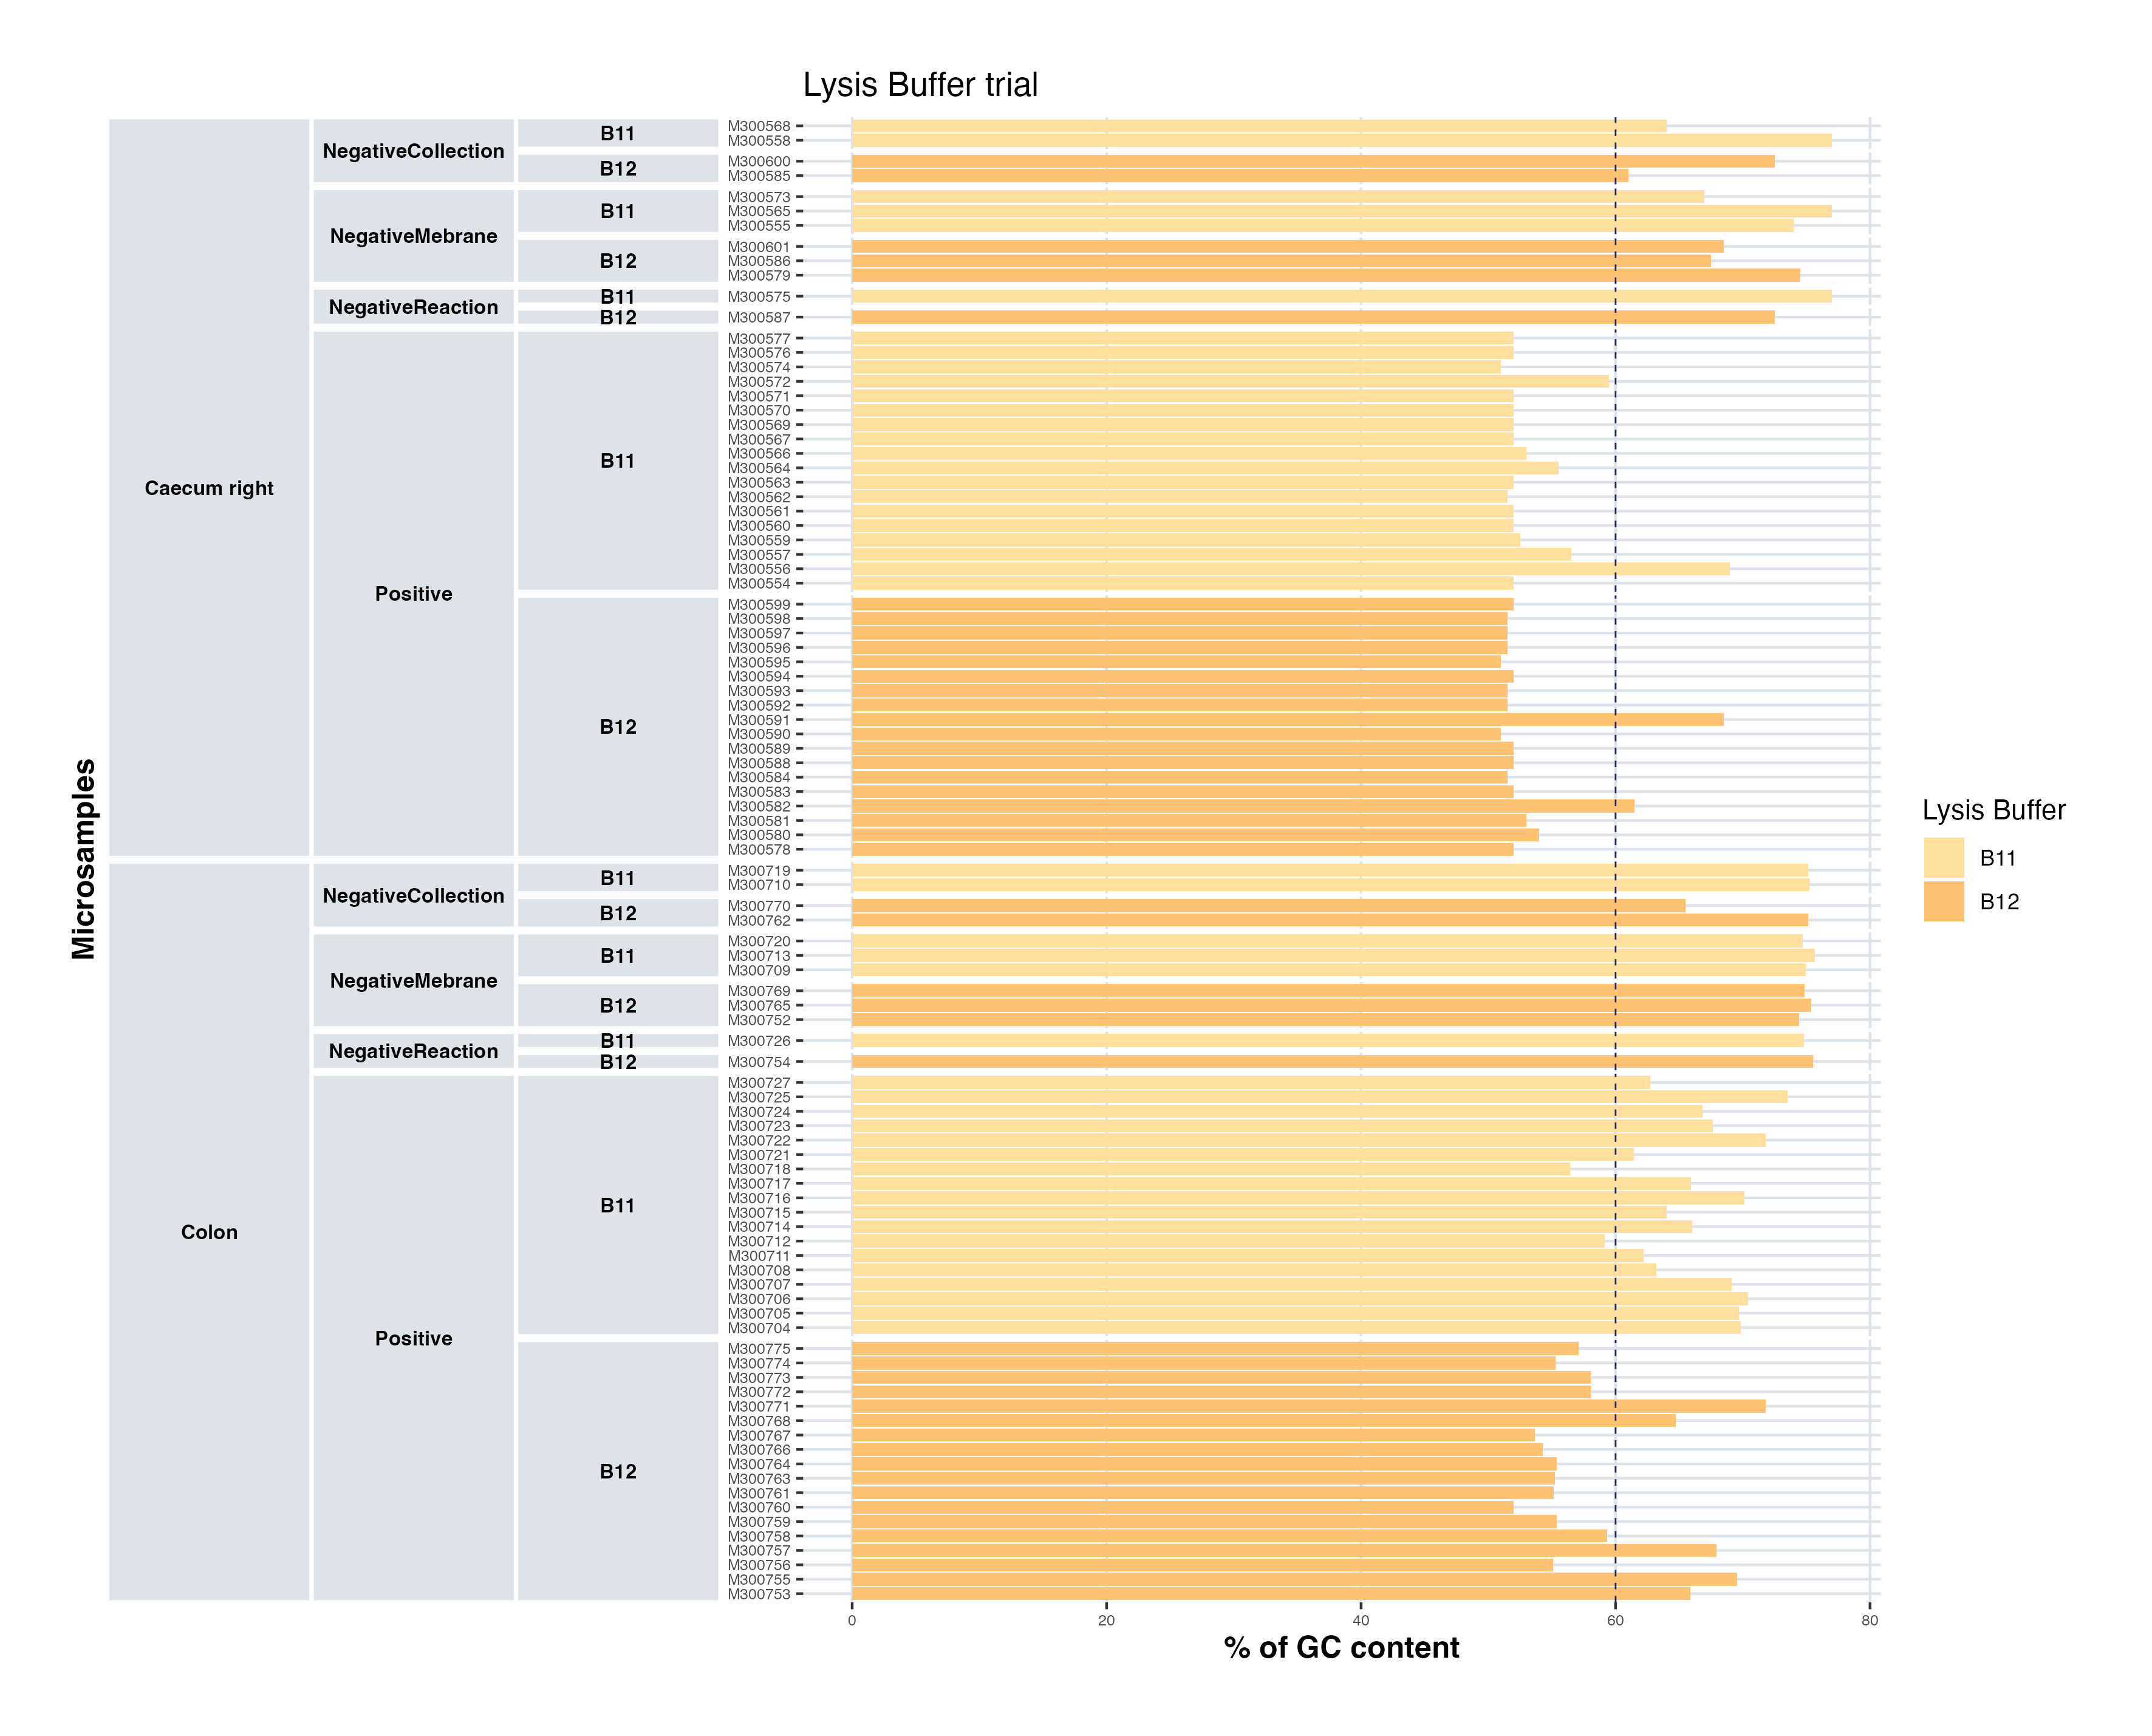 Lysis Buffer trial
Microsamples
Caecum right
NegativeCollection
B11
M300568
M300558
B12
M300600
M300585
NegativeMebrane
B11
M300573
M300565
M300555
B12
M300601
M300586
M300579
NegativeReaction
B11
M300575
B12
M300587
Positive
B11
M300577
M300576
M300574
M300572
M300571
M300570
M300569
M300567
M300566
M300564
M300563
M300562
M300561
M300560
M300559
M300557
M300556
M300554
B12
M300599
M300598
M300597
M300596
M300595
M300594
M300593
M300592
M300591
M300590
M300589
M300588
M300584
M300583
M300582
M300581
M300580
M300578
Colon
NegativeCollection
B11
M300719
M300710
B12
M300770
M300762
NegativeMebrane
B11
M300720
M300713
M300709
B12
M300769
M300765
M300752
NegativeReaction
B11
M300726
B12
M300754
Positive
B11
M300727
M300725
M300724
M300723
M300722
M300721
M300718
M300717
M300716
M300715
M300714
M300712
M300711
M300708
M300707
M300706
M300705
M300704
B12
M300775
M300774
M300773
M300772
M300771
M300768
M300767
M300766
M300764
M300763
M300761
M300760
M300759
M300758
M300757
M300756
M300755
M300753
0 20 40 60 80
% of GC content
Lysis Buffer
B11
B12